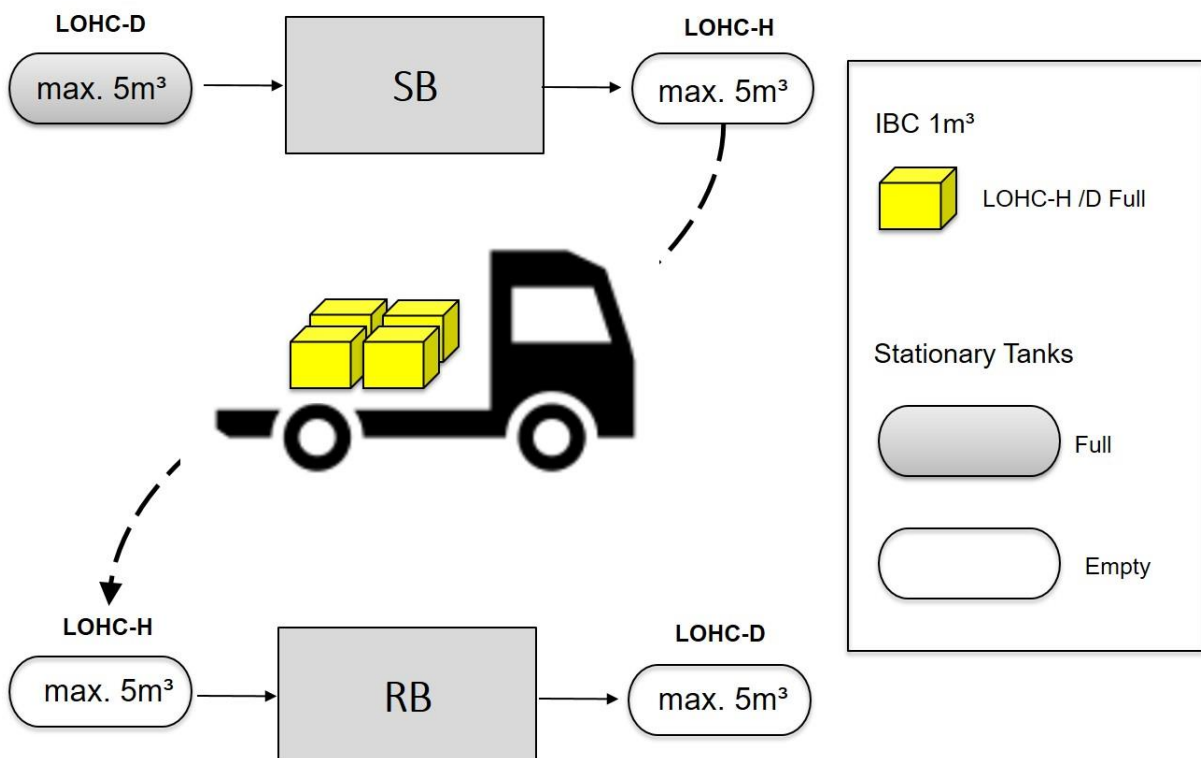 LOHC-D
LOHC-H
max. 5m³
SB
max. 5m³
IBC 1m³
LOHC-H /D Full
Stationary Tanks
Full
Empty
LOHC-H
LOHC-D
max. 5m³
RB
max. 5m³